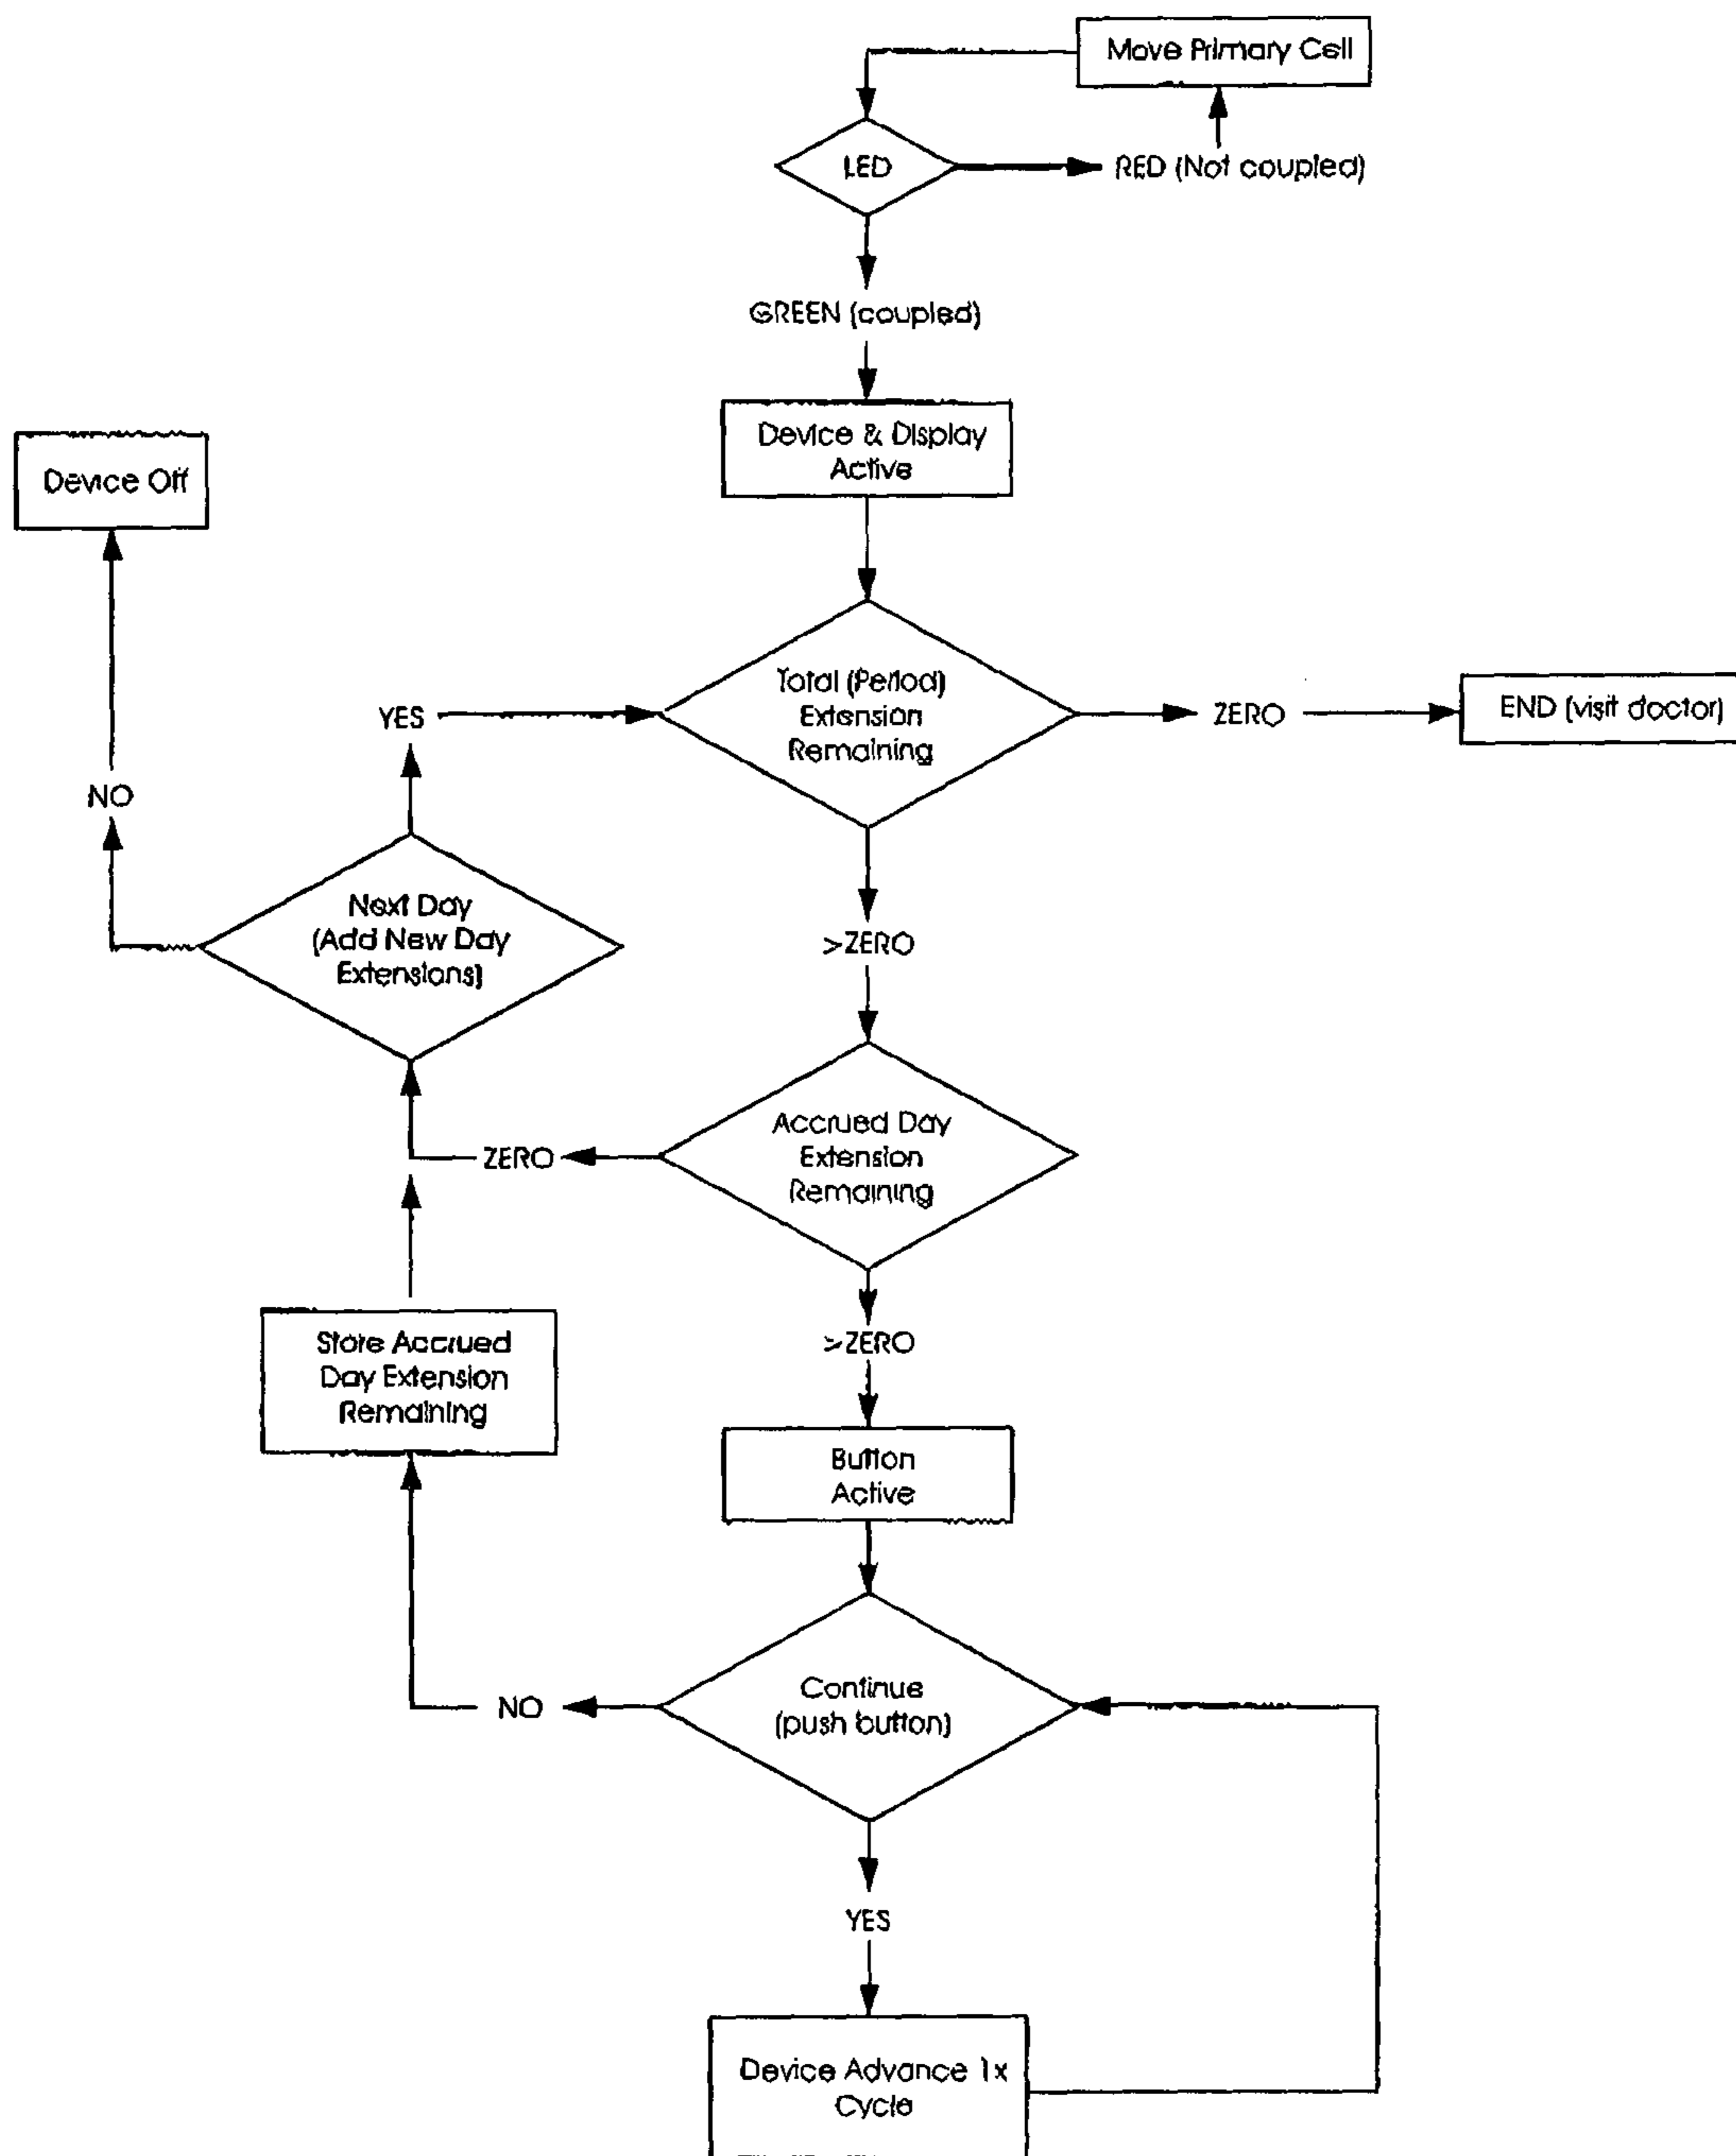 Move Primary Cell
LED
RED (Not coupled)
GREEN (coupled)
Device & Display
Active
Device Off
Total (Period)
Extension
Remaining
YES
ZERO
END (visit doctor)
NO
Next Day
(Add New Day
Extensions)
>ZERO
Accrued Day
Extension
Remaining
ZERO
>ZERO
Store Accrued
Day Extension
Remaining
Button
Active
Continue
(push button)
NO
YES
Device Advance 1x
Cycle